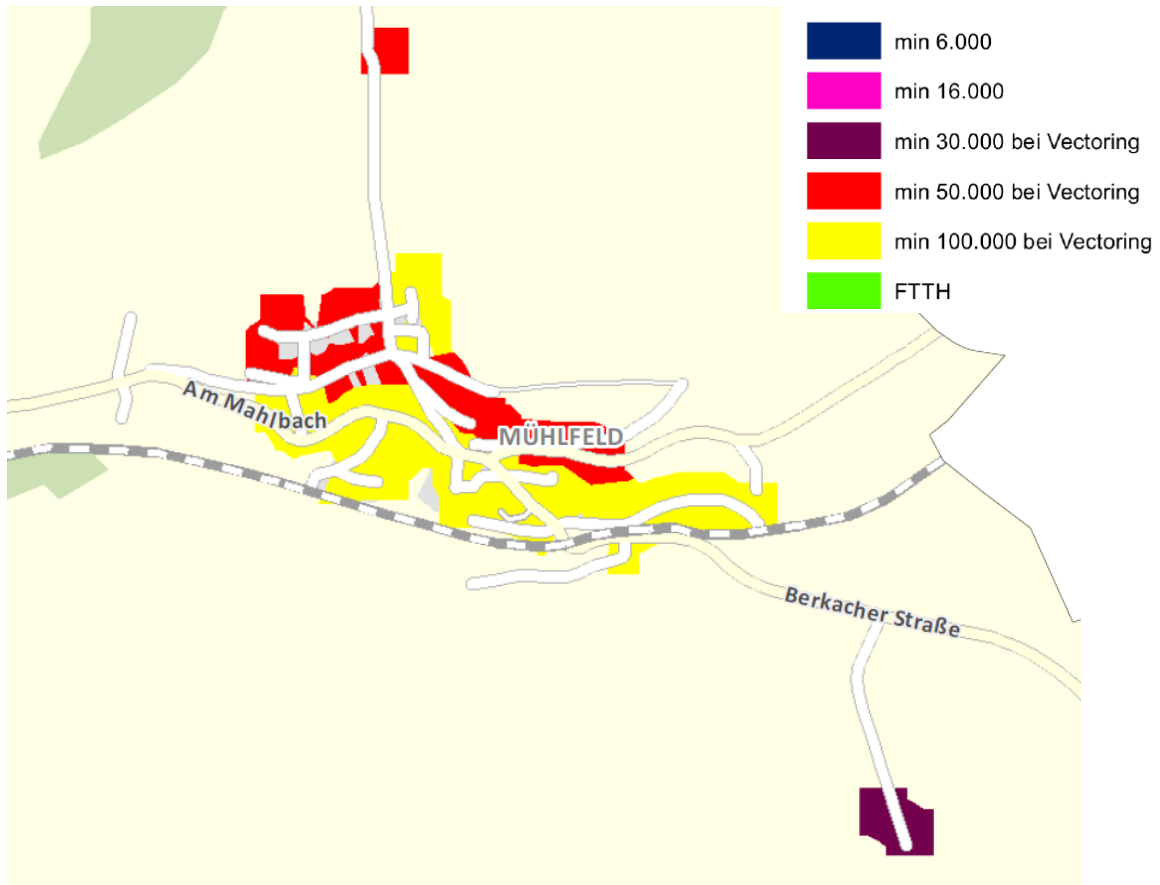 min 6.000
min 16.000
min 30.000 bei Vectoring
min 50.000 bei Vectoring
min 100.000 bei Vectoring
FTTH
Am Mahlbach
MÜHLFELD
Berkacher Straße